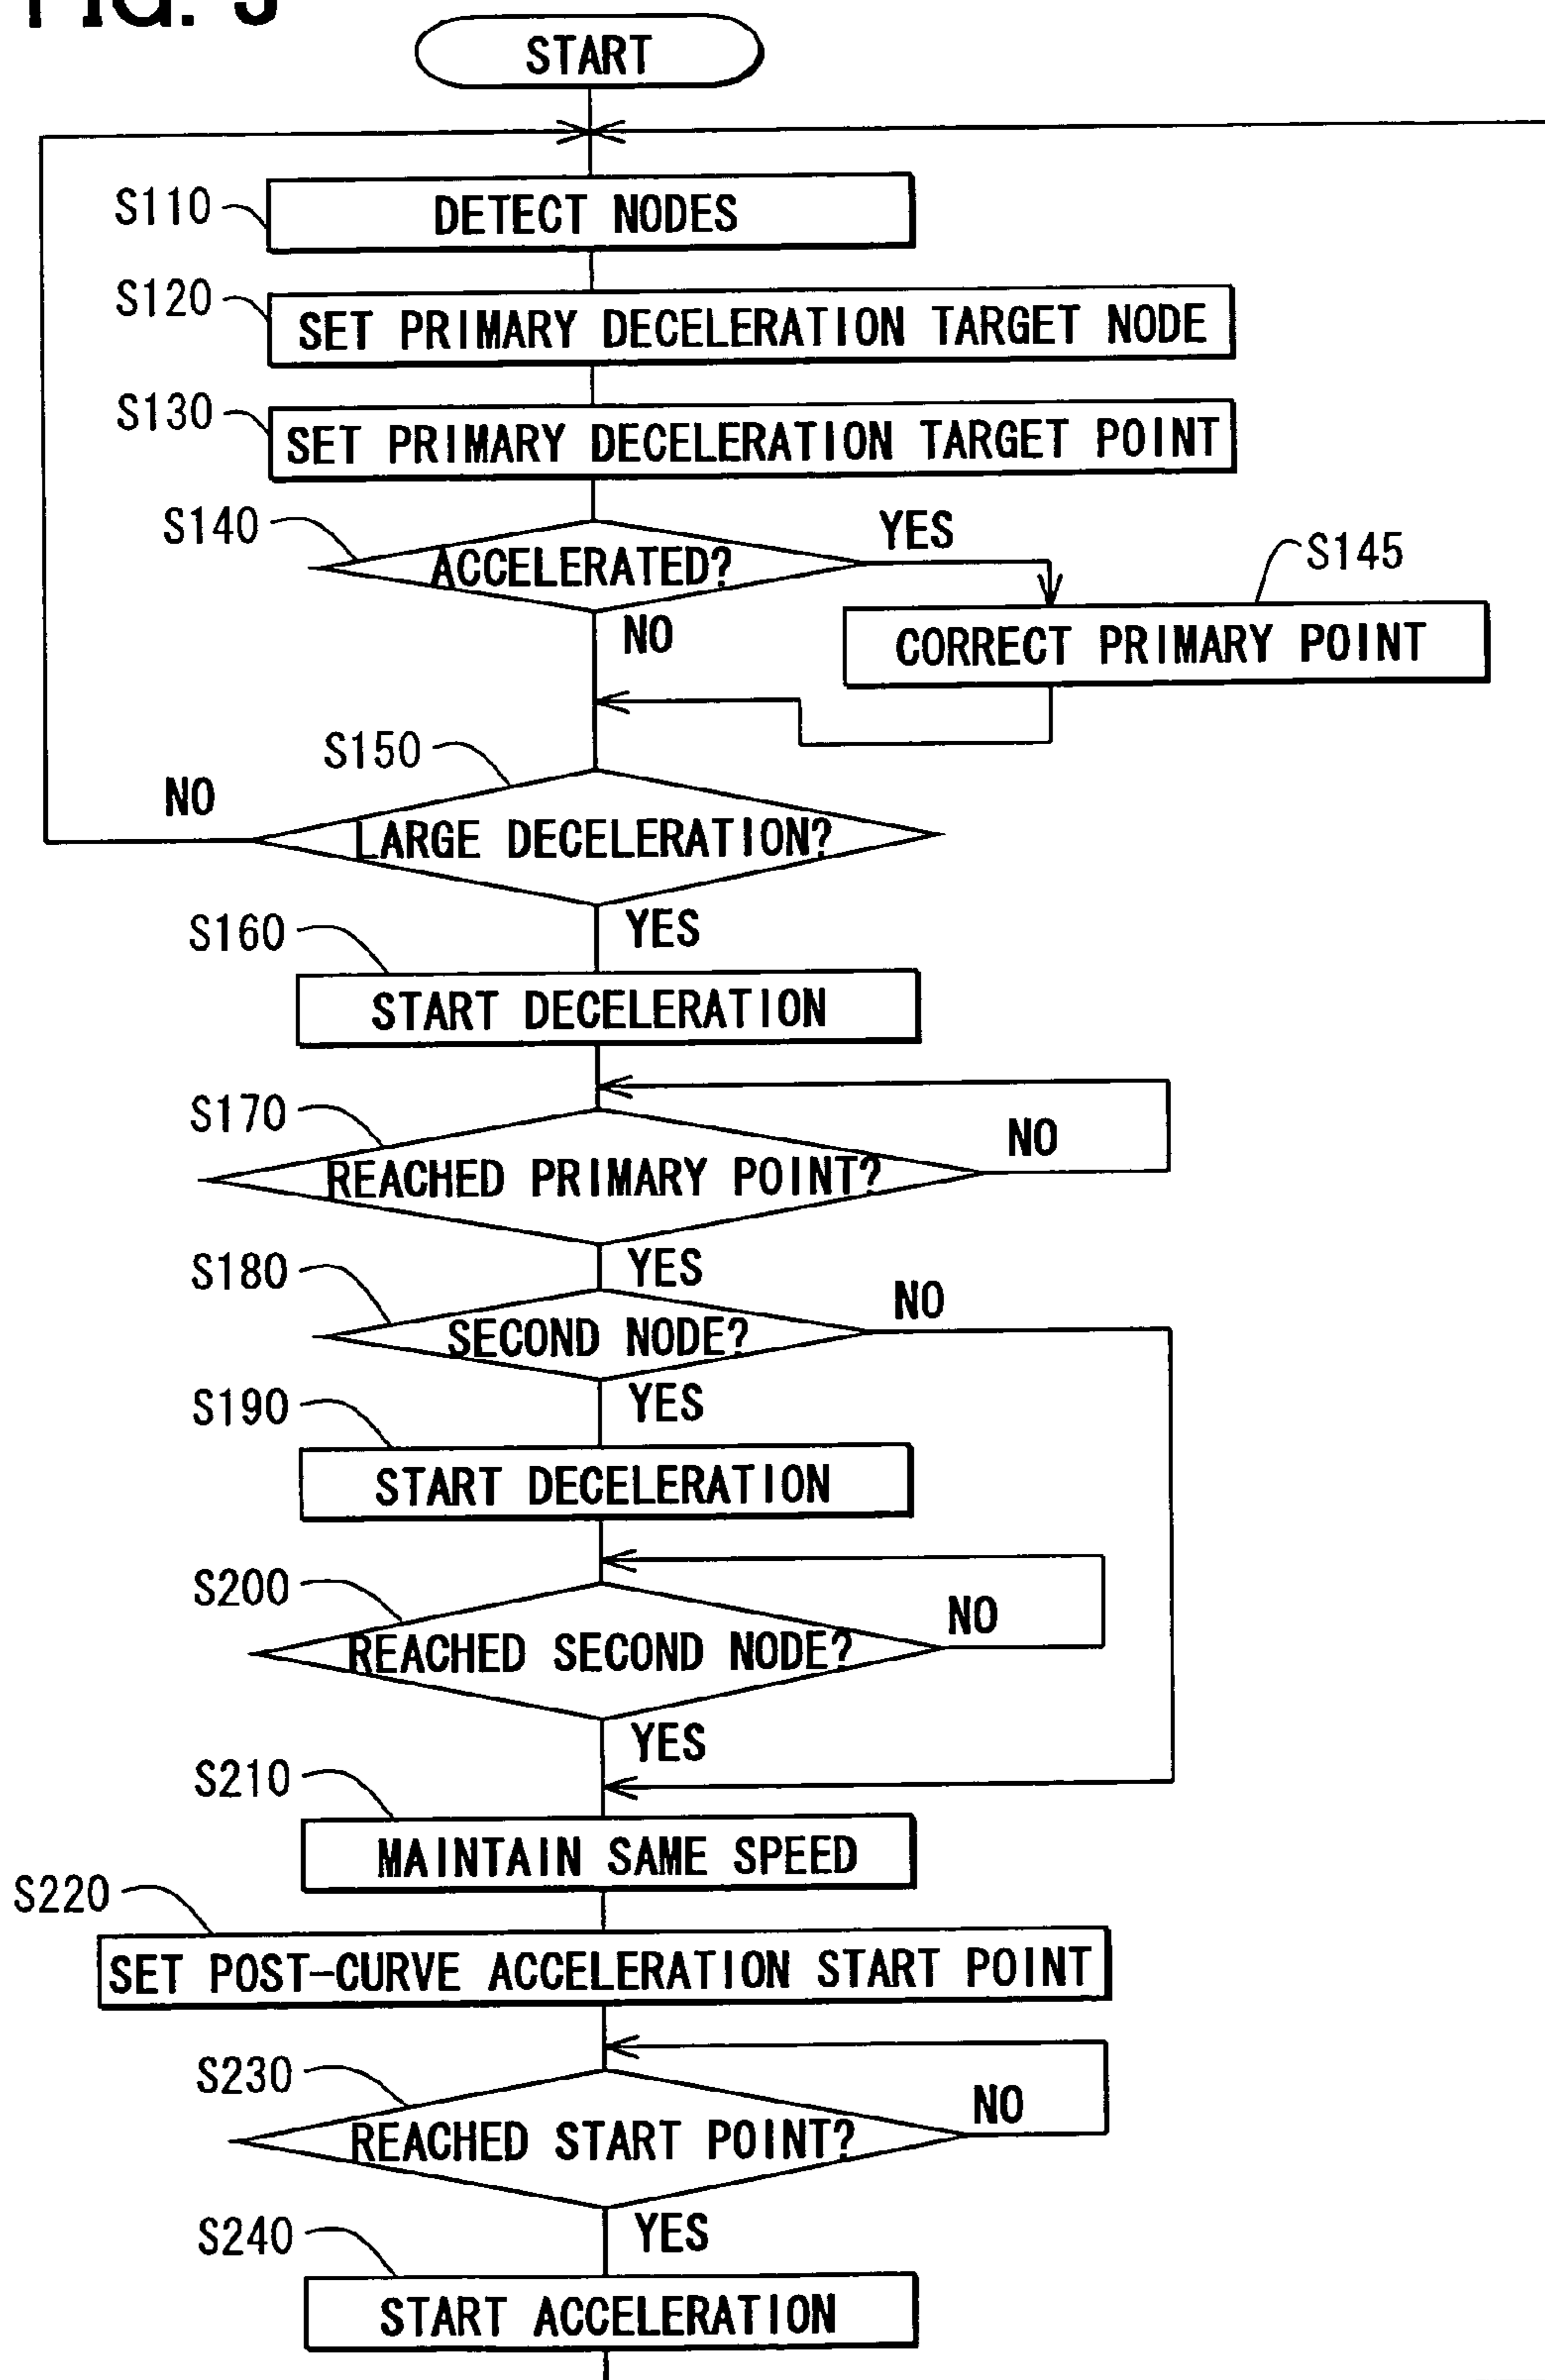 START
S110
DETECT NODES
S120
SET PRIMARY DECELERATION TARGET NODE
S130
SET PRIMARY DECELERATION TARGET POINT
S140
ACCELERATED?
YES
S145
CORRECT PRIMARY POINT
NO
S150
NO
LARGE DECELERATION?
YES
S160
START DECELERATION
S170
NO
REACHED PRIMARY POINT?
YES
S180
NO
SECOND NODE?
YES
S190
START DECELERATION
S200
NO
REACHED SECOND NODE?
YES
S210
MAINTAIN SAME SPEED
S220
SET POST-CURVE ACCELERATION START POINT
S230
NO
REACHED START POINT?
YES
S240
START ACCELERATION